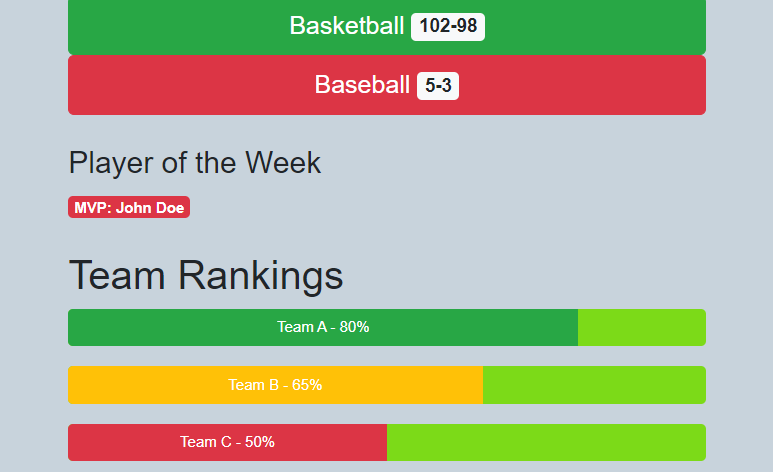 Basketball 102-98
Baseball 5-3
Player of the Week
MVP: John Doe
Team Rankings
Team A - 80%
Team B - 65%
Team C - 50%